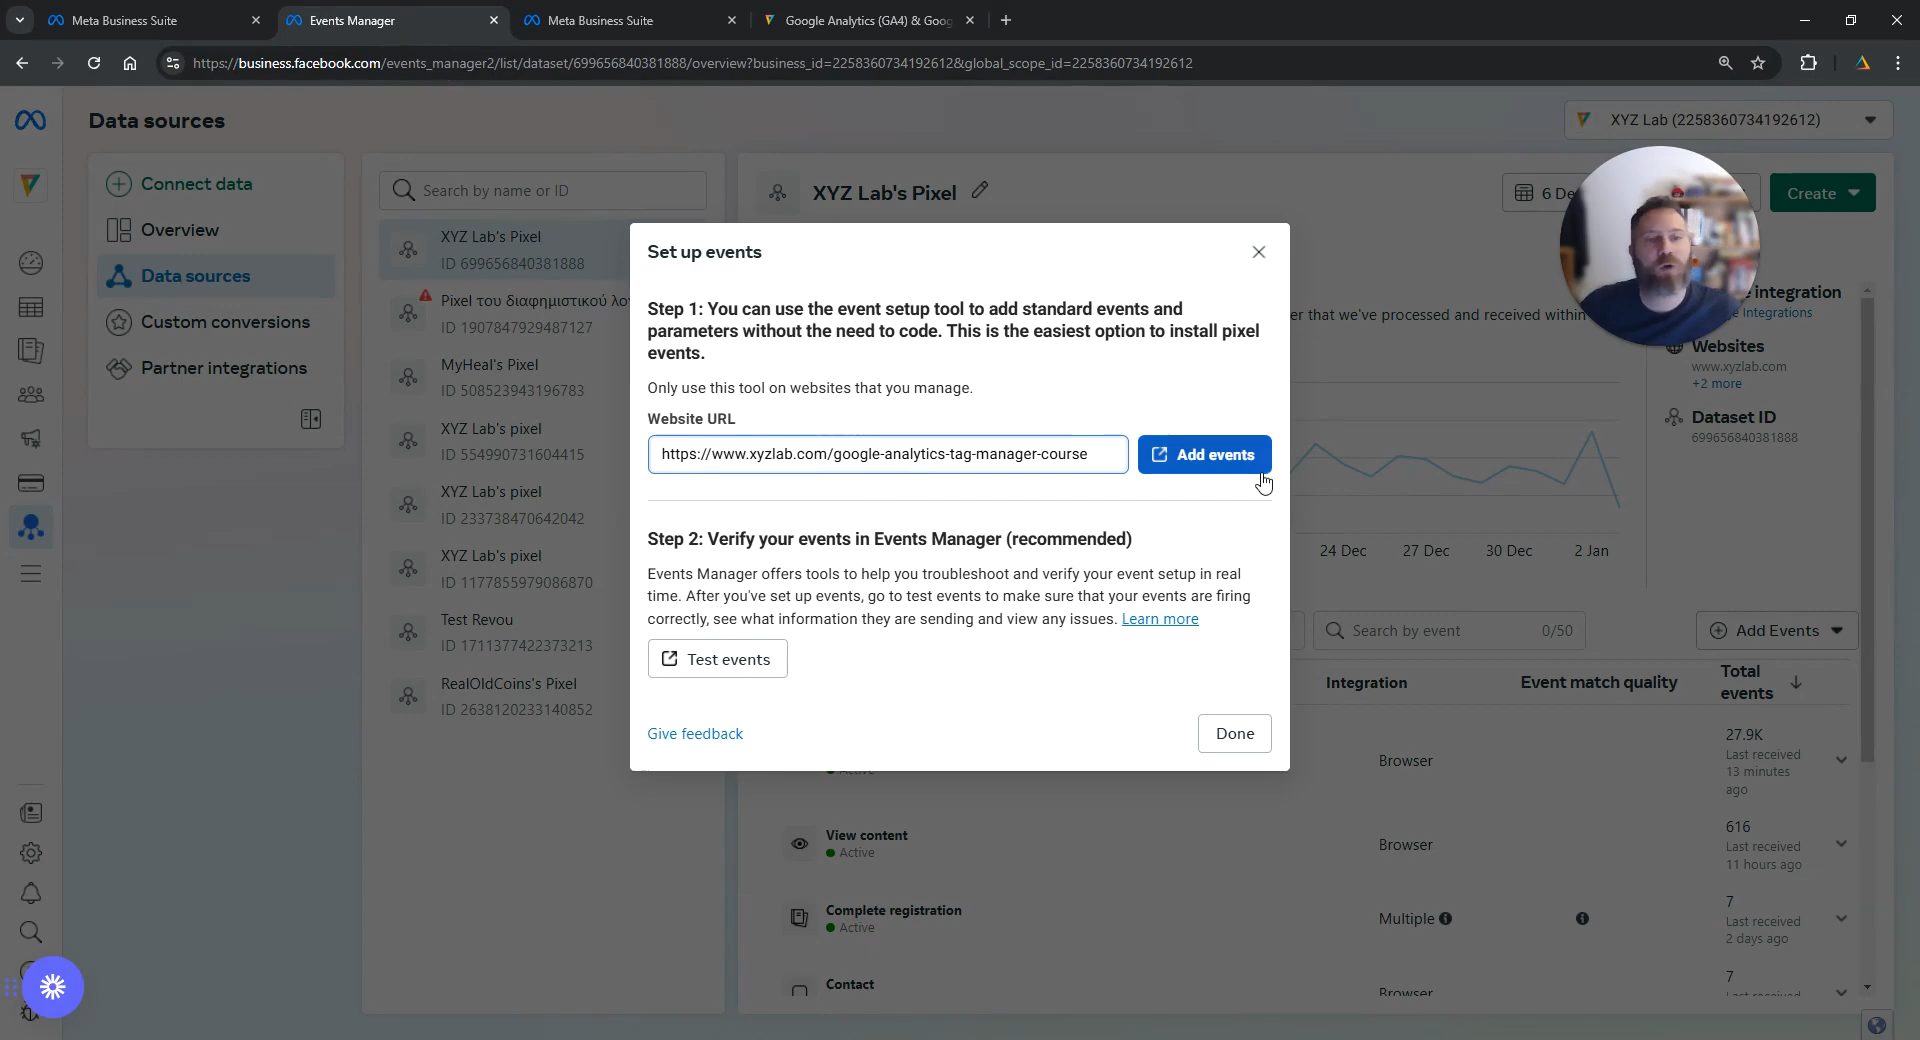 Meta Business Suite
Events Manager
Meta Business Suite
Google Analytics (GA4) & Goog
https://business.facebook.com/events_manager2/list/dataset/699656840381888/overview?business_id=2258360734192612&global_scope_id=2258360734192612
Data sources
XYZ Lab (2258360734192612)
Connect data
Overview
Data sources
Custom conversions
Partner integrations
Search by name or ID
XYZ Lab's Pixel
ID 699656840381888
Pixel του διαφημιστικού λο
ID 1907847929487127
MyHeal's Pixel
ID 508523943196783
XYZ Lab's pixel
ID 554990731604415
XYZ Lab's pixel
ID 233738470642042
XYZ Lab's pixel
ID 1177855979086870
Test Revou
ID 1711377422373213
RealOldCoins's Pixel
ID 2638120233140852
XYZ Lab's Pixel
6 De
Create
Set up events
Step 1: You can use the event setup tool to add standard events and
parameters without the need to code. This is the easiest option to install pixel
events.
Only use this tool on websites that you manage.
Website URL
https://www.xyzlab.com/google-analytics-tag-manager-course
Add events
Step 2: Verify your events in Events Manager (recommended)
Events Manager offers tools to help you troubleshoot and verify your event setup in real
time. After you've set up events, go to test events to make sure that your events are firing
correctly, see what information they are sending and view any issues. Learn more
Test events
Give feedback
Done
er that we've processed and received within
integration
Integrations
Websites
www.xyzlab.com
+2 more
Dataset ID
699656840381888
24 Dec
27 Dec
30 Dec
2 Jan
Search by event
0/50
Add Events
Integration
Event match quality
Total
events
Browser
27.9K
Last received
13 minutes
ago
View content
Active
Browser
616
Last received
11 hours ago
Complete registration
Active
Multiple
7
Last received
2 days ago
Contact
Browser
7